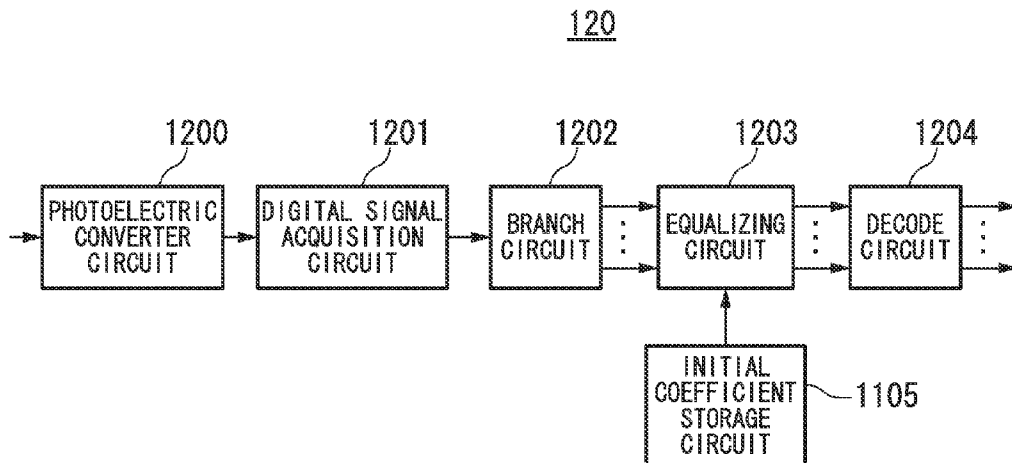 120
1200
1201
1202
1203
1204
PHOTOELECTRIC
CONVERTER
CIRCUIT
DIGITAL SIGNAL
ACQUISITION
CIRCUIT
BRANCH
CIRCUIT
EQUALIZING
CIRCUIT
DECODE
CIRCUIT
INITIAL
COEFFICIENT
STORAGE
CIRCUIT
1105